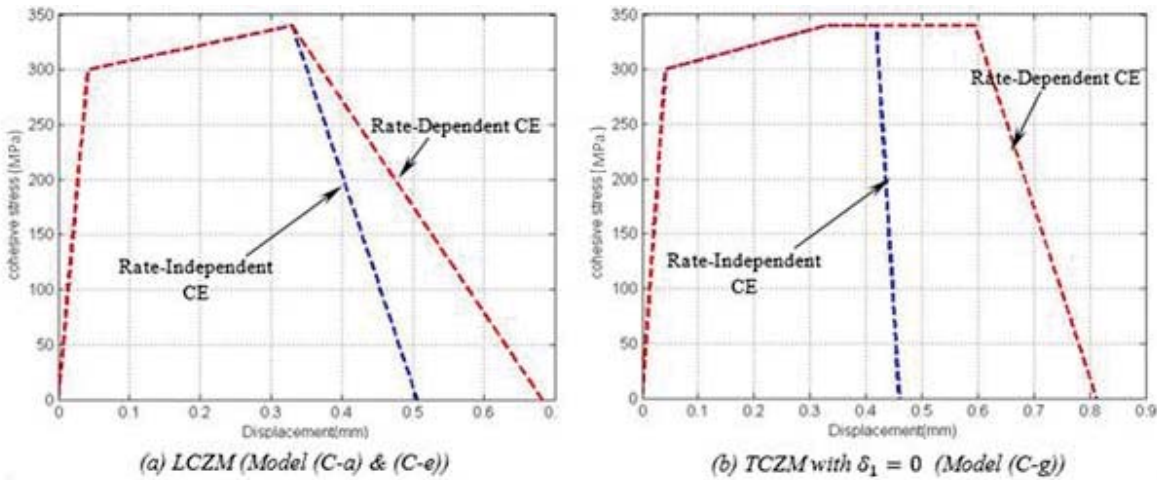 350
300
250
200
150
100
50
0
cohesive stress [MPa]
0
0.1
0.2
0.3
0.4
0.5
0.6
0.
Displacement(mm)
Rate-Dependent CE
Rate-Independent
CE
(a) LCZM (Model (C-a) & (C-e))
350
300
250
200
150
100
50
0
cohesive stress [MPa]
0
0.1
0.2
0.3
0.4
0.5
0.6
0.7
0.8
0.9
Displacement(mm)
Rate-Dependent CE
Rate-Independent
CE
(b) TCZM with δ₁ = 0 (Model (C-g))